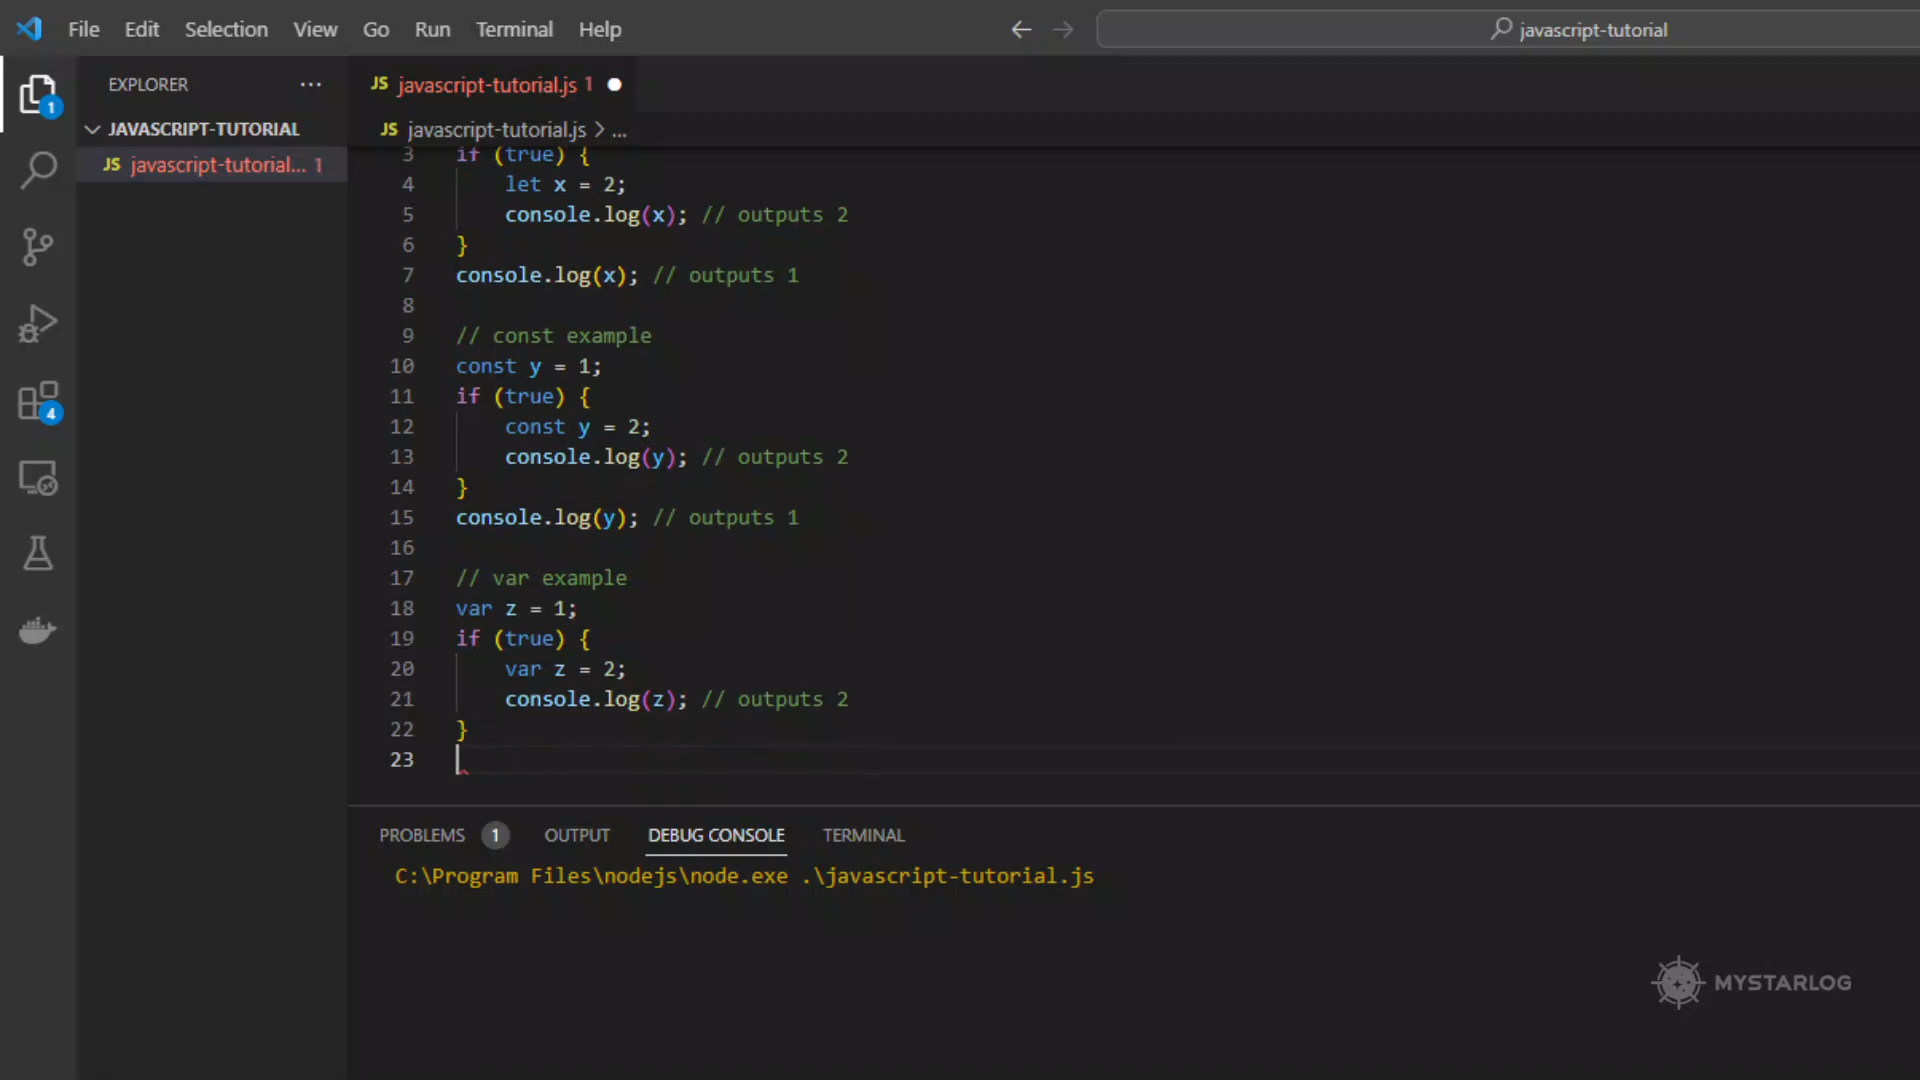 File Edit Selection View Go Run Terminal Help
javascript-tutorial
1
EXPLORER ...
JAVASCRIPT-TUTORIAL
JS javascript-tutorial... 1
4
JS javascript-tutorial.js 1
JS javascript-tutorial.js > ...
3 if (true) {
4 let x = 2;
5 console.log(x); // outputs 2
6 }
7 console.log(x); // outputs 1
8
9 // const example
10 const y = 1;
11 if (true) {
12 const y = 2;
13 console.log(y); // outputs 2
14 }
15 console.log(y); // outputs 1
16
17 // var example
18 var z = 1;
19 if (true) {
20 var z = 2;
21 console.log(z); // outputs 2
22 }
23
PROBLEMS 1 OUTPUT DEBUG CONSOLE TERMINAL
C:\Program Files\nodejs\node.exe .\javascript-tutorial.js
MYSTARLOG